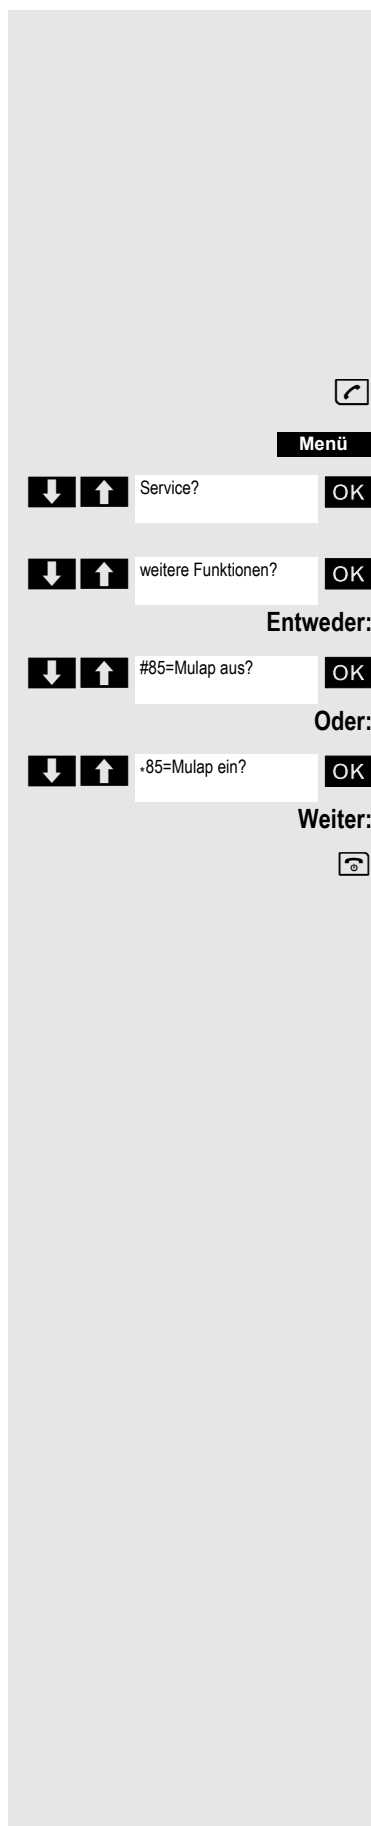 Menü
Service? OK
weitere Funktionen? OK
Entweder:
#85=Mulap aus? OK
Oder:
*85=Mulap ein? OK
Weiter: